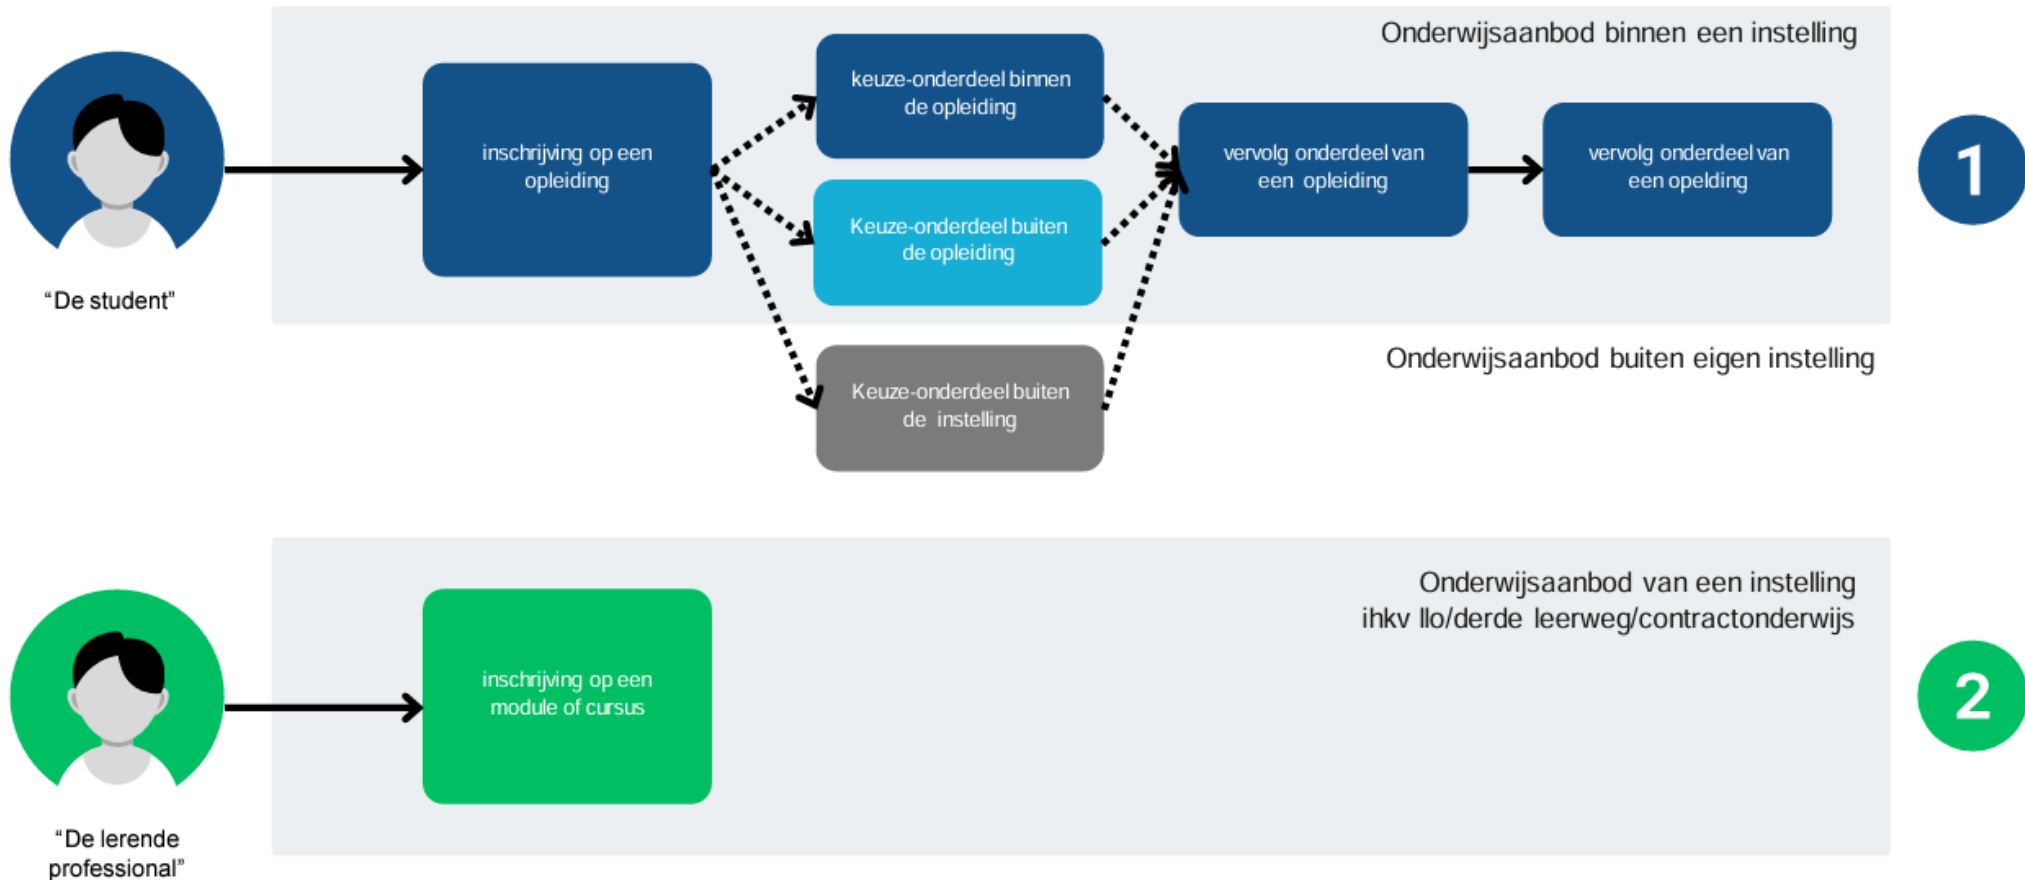 Onderwijsaanbod binnen een instelling
keuze-onderdeel binnen
de opleiding
inschrijving op een
opleiding
vervolg onderdeel van
een opleiding
vervolg onderdeel van
een opelding
1
Keuze-onderdeel buiten
de opleiding
“De student”
Onderwijsaanbod buiten eigen instelling
Keuze-onderdeel buiten
de instelling
Onderwijsaanbod van een instelling
ihkv llo/derde leerweg/contractonderwijs
inschrijving op een
module of cursus
2
“De lerende
professional”